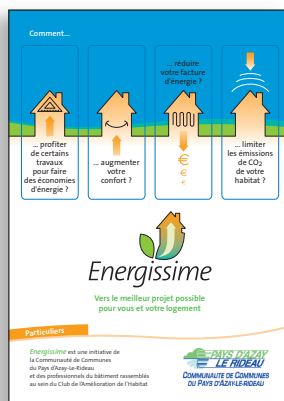 Comment...
... profiter
de certains
travaux
pour faire
des économies
d'énergie ?
... augmenter
votre
confort ?
... réduire
votre facture
d'énergie ?
€
€
€
... limiter
les émissions
de CO2
de votre
habitat ?
Energissime
Vers le meilleur projet possible
pour vous et votre logement
Particuliers
Energissime est une initiative de
la Communauté de Communes
du Pays d'Azay-le-Rideau
et des professionnels du bâtiment rassemblés
au sein du Club de l'Amélioration de l'Habitat
PAYS D'AZAY
LE RIDEAU
COMMUNAUTE DE COMMUNES
DU PAYS D'AZAY-LE-RIDEAU